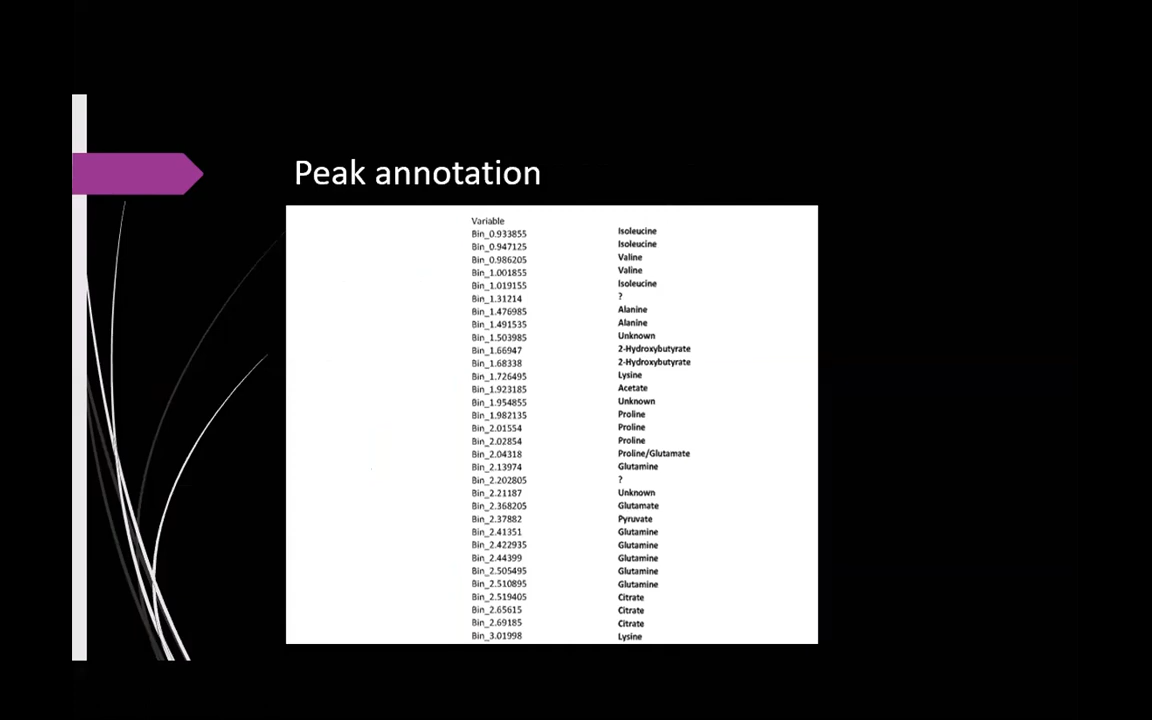 Peak annotation
Variable
Bin_0.933855 Isoleucine
Bin_0.947125 Isoleucine
Bin_0.986205 Valine
Bin_1.001855 Valine
Bin_1.019155 Isoleucine
Bin_1.31214 ?
Bin_1.476985 Alanine
Bin_1.491535 Alanine
Bin_1.503985 Unknown
Bin_1.66947 2-Hydroxybutyrate
Bin_1.68338 2-Hydroxybutyrate
Bin_1.726495 Lysine
Bin_1.923185 Acetate
Bin_1.954855 Unknown
Bin_1.982135 Proline
Bin_2.01554 Proline
Bin_2.02854 Proline
Bin_2.04318 Proline/Glutamate
Bin_2.13974 Glutamine
Bin_2.202805 ?
Bin_2.21187 Unknown
Bin_2.368205 Glutamate
Bin_2.37882 Pyruvate
Bin_2.41351 Glutamine
Bin_2.422935 Glutamine
Bin_2.44399 Glutamine
Bin_2.505495 Glutamine
Bin_2.510895 Glutamine
Bin_2.519405 Citrate
Bin_2.65615 Citrate
Bin_2.69185 Citrate
Bin_3.01998 Lysine